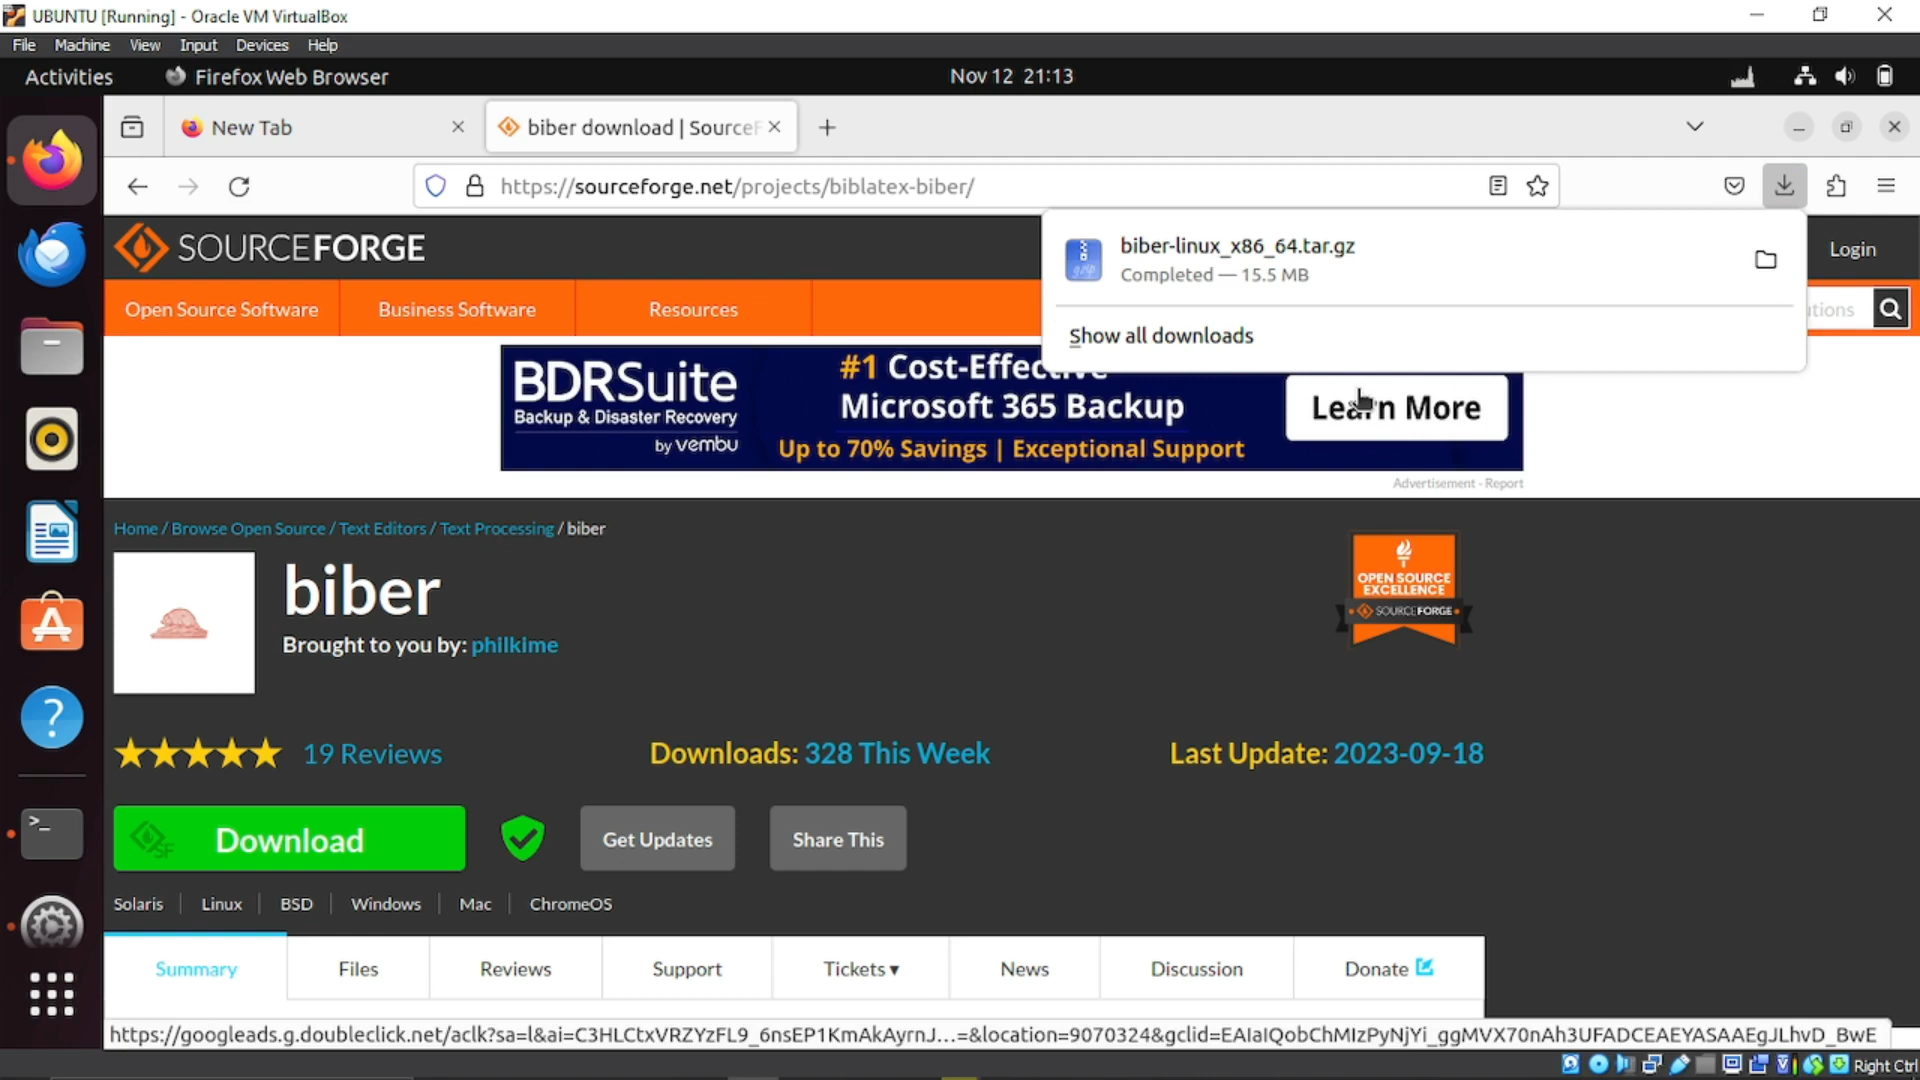 UBUNTU [Running] - Oracle VM VirtualBox
File Machine View Input Devices Help
Activities Firefox Web Browser Nov 12 21:13
New Tab biber download | SourceF
https://sourceforge.net/projects/biblatex-biber/
SOURCEFORGE Login
biber-linux_x86_64.tar.gz
Completed — 15.5 MB
Show all downloads
Open Source Software Business Software Resources
BDRSuite
Backup & Disaster Recovery
by vembu
#1 Cost-Effective
Microsoft 365 Backup
Up to 70% Savings | Exceptional Support
Learn More
Advertisement - Report
Home / Browse Open Source / Text Editors / Text Processing / biber
biber
Brought to you by: philkime
OPEN SOURCE
EXCELLENCE
SOURCEFORGE
19 Reviews Downloads: 328 This Week Last Update: 2023-09-18
SF Download Get Updates Share This
Solaris Linux BSD Windows Mac ChromeOS
Summary Files Reviews Support Tickets ▾ News Discussion Donate
https://googleads.g.doubleclick.net/aclk?sa=l&ai=C3HLCtxVRZYzFL9_6nsEP1KmAkAyrnJ...=&location=9070324&gclid=EAIaIQobChMIzPyNjYi_ggMVX70nAh3UFADCEAEYASAAEgJLhvD_BwE
Right Ctrl